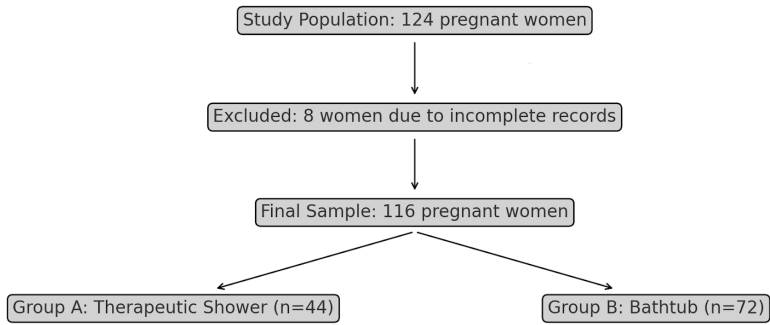 Study Population: 124 pregnant women
Excluded: 8 women due to incomplete records
Final Sample: 116 pregnant women
Group A: Therapeutic Shower (n=44)
Group B: Bathtub (n=72)